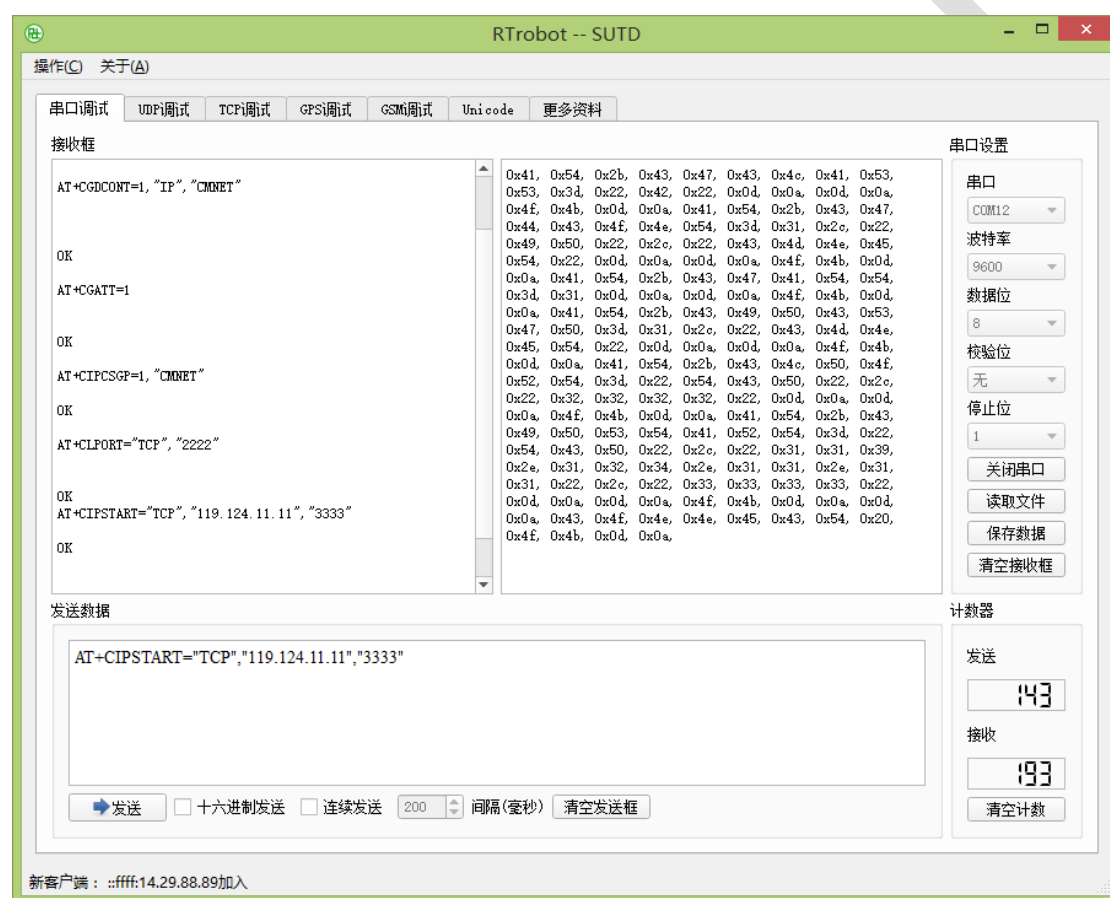 RTrobot -- SUTD
操作(C) 关于(A)
串口调试 UDP调试 TCP调试 GPS调试 GSM调试 Unicode 更多资料
接收框
AT+CGDCONT=1,"IP","CMNET"
OK
AT+CGATT=1
OK
AT+CIPCSGP=1,"CMNET"
OK
AT+CLPORT="TCP","2222"
OK
AT+CIPSTART="TCP","119.124.11.11","3333"
OK
0x41, 0x54, 0x2b, 0x43, 0x47, 0x43, 0x4c, 0x41, 0x53,
0x53, 0x3d, 0x22, 0x42, 0x22, 0x0d, 0x0a, 0x0d, 0x0a,
0x4f, 0x4b, 0x0d, 0x0a, 0x41, 0x54, 0x2b, 0x43, 0x47,
0x44, 0x43, 0x4f, 0x4e, 0x54, 0x3d, 0x31, 0x2c, 0x22,
0x49, 0x50, 0x22, 0x2c, 0x22, 0x43, 0x4d, 0x4e, 0x45,
0x54, 0x22, 0x0d, 0x0a, 0x0d, 0x0a, 0x4f, 0x4b, 0x0d,
0x0a, 0x41, 0x54, 0x2b, 0x43, 0x47, 0x41, 0x54, 0x54,
0x3d, 0x31, 0x0d, 0x0a, 0x0d, 0x0a, 0x4f, 0x4b, 0x0d,
0x0a, 0x41, 0x54, 0x2b, 0x43, 0x49, 0x50, 0x43, 0x53,
0x47, 0x50, 0x3d, 0x31, 0x2c, 0x22, 0x43, 0x4d, 0x4e,
0x45, 0x54, 0x22, 0x0d, 0x0a, 0x0d, 0x0a, 0x4f, 0x4b,
0x0d, 0x0a, 0x41, 0x54, 0x2b, 0x43, 0x4c, 0x50, 0x4f,
0x52, 0x54, 0x3d, 0x22, 0x54, 0x43, 0x50, 0x22, 0x2c,
0x22, 0x32, 0x32, 0x32, 0x32, 0x22, 0x0d, 0x0a, 0x0d,
0x0a, 0x4f, 0x4b, 0x0d, 0x0a, 0x41, 0x54, 0x2b, 0x43,
0x49, 0x50, 0x53, 0x54, 0x41, 0x52, 0x54, 0x3d, 0x22,
0x54, 0x43, 0x50, 0x22, 0x2c, 0x22, 0x31, 0x31, 0x39,
0x2e, 0x31, 0x32, 0x34, 0x2e, 0x31, 0x31, 0x2e, 0x31,
0x31, 0x22, 0x2c, 0x22, 0x33, 0x33, 0x33, 0x33, 0x22,
0x0d, 0x0a, 0x0d, 0x0a, 0x4f, 0x4b, 0x0d, 0x0a, 0x0d,
0x0a, 0x43, 0x4f, 0x4e, 0x4e, 0x45, 0x43, 0x54, 0x20,
0x4f, 0x4b, 0x0d, 0x0a,
串口设置
串口
COM12
波特率
9600
数据位
8
校验位
无
停止位
1
关闭串口
读取文件
保存数据
清空接收框
发送数据
AT+CIPSTART="TCP","119.124.11.11","3333"
发送 十六进制发送 连续发送 200 间隔(毫秒) 清空发送框
计数器
发送
143
接收
193
清空计数
新客户端： ::ffff:14.29.88.89加入